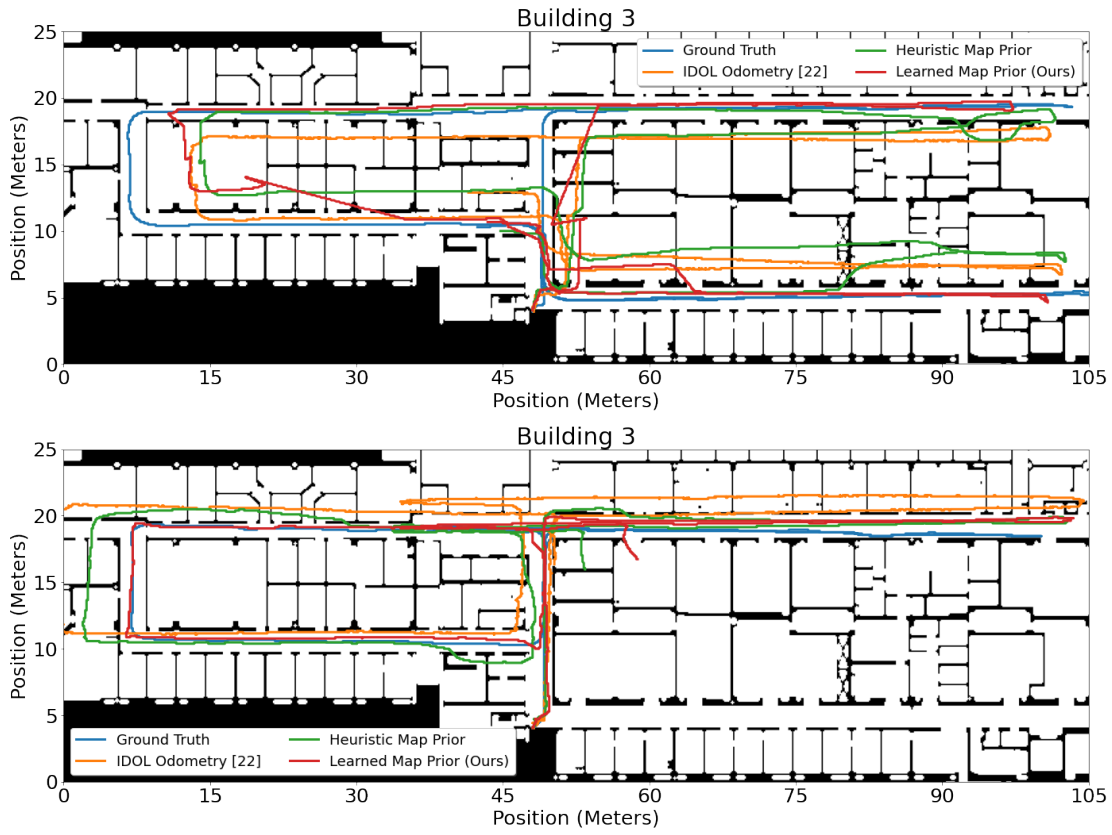 Building 3
Position (Meters)
25
20
15
10
5
0
Ground Truth
IDOL Odometry [22]
Heuristic Map Prior
Learned Map Prior (Ours)
0 15 30 45 60 75 90 105
Position (Meters)
Building 3
Position (Meters)
25
20
15
10
5
0
Ground Truth
IDOL Odometry [22]
Heuristic Map Prior
Learned Map Prior (Ours)
0 15 30 45 60 75 90 105
Position (Meters)